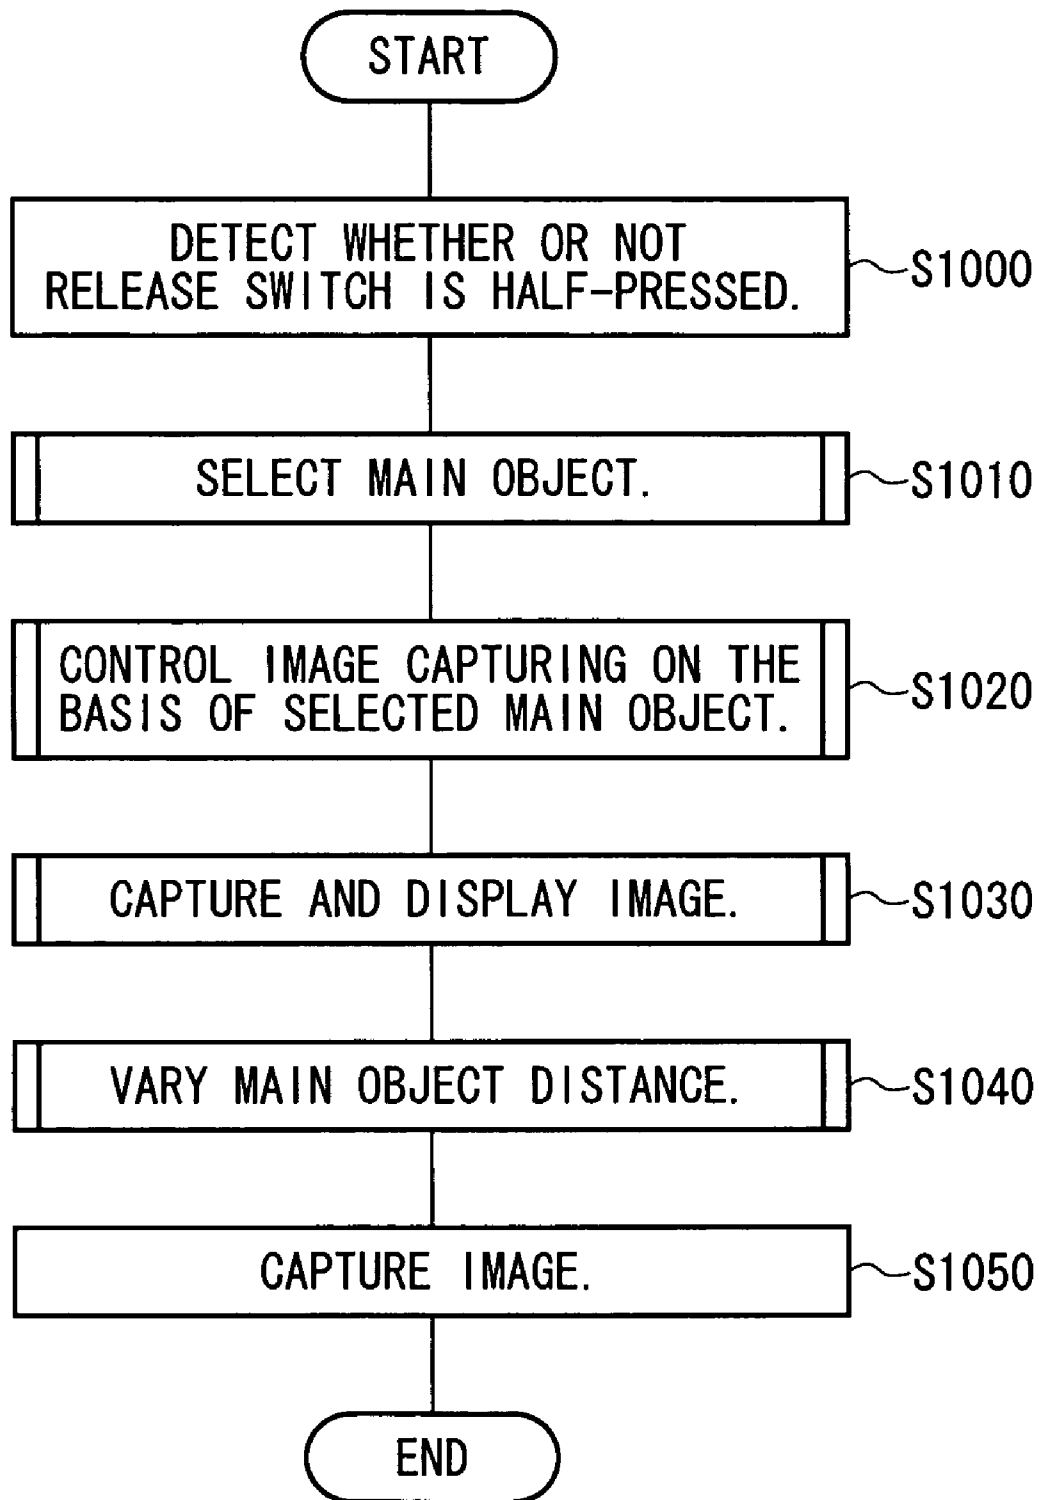 START
DETECT WHETHER OR NOT
RELEASE SWITCH IS HALF-PRESSED.
S1000
SELECT MAIN OBJECT.
S1010
CONTROL IMAGE CAPTURING ON THE
BASIS OF SELECTED MAIN OBJECT.
S1020
CAPTURE AND DISPLAY IMAGE.
S1030
VARY MAIN OBJECT DISTANCE.
S1040
CAPTURE IMAGE.
S1050
END